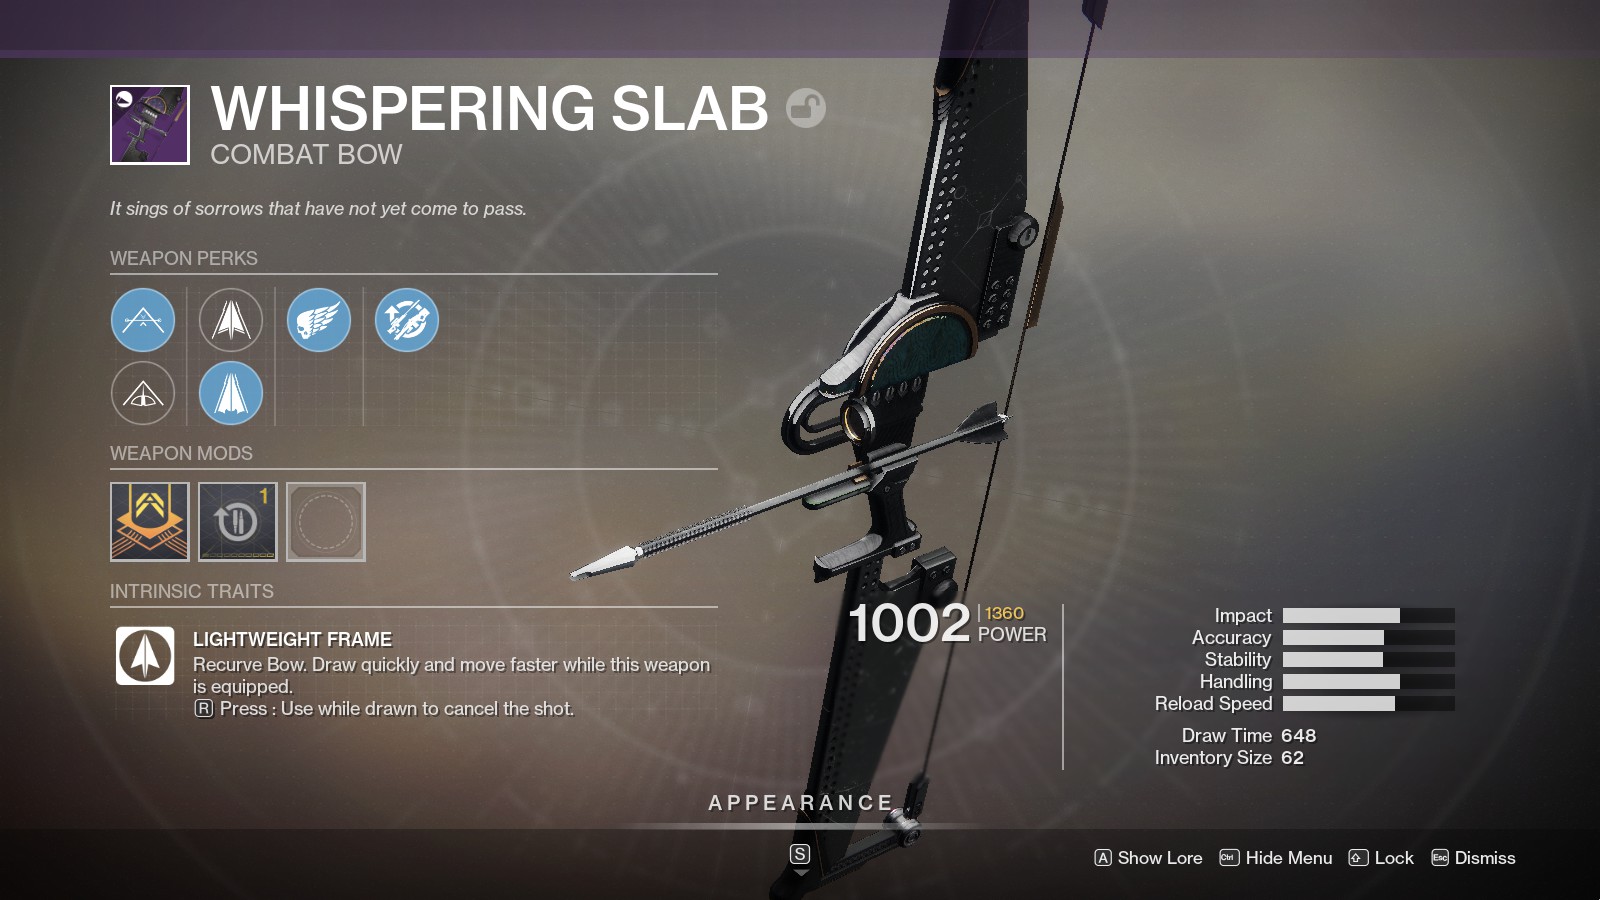 WHISPERING SLAB
COMBAT BOW
It sings of sorrows that have not yet come to pass.
WEAPON PERKS
WEAPON MODS
1
INTRINSIC TRAITS
LIGHTWEIGHT FRAME
Recurve Bow. Draw quickly and move faster while this weapon
is equipped.
R Press : Use while drawn to cancel the shot.
1002 | 1360
POWER
Impact
Accuracy
Stability
Handling
Reload Speed
Draw Time 648
Inventory Size 62
APPEARANCE
S
A Show Lore Ctrl Hide Menu Lock Esc Dismiss